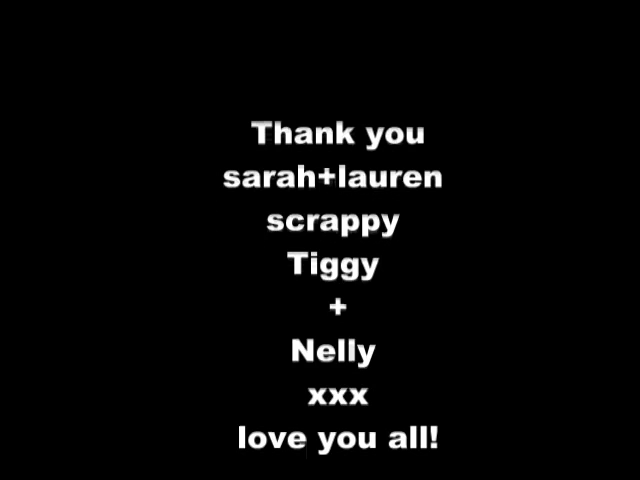 Thank you
sarah+lauren
scrappy
Tiggy
+
Nelly
xxx
love you all!